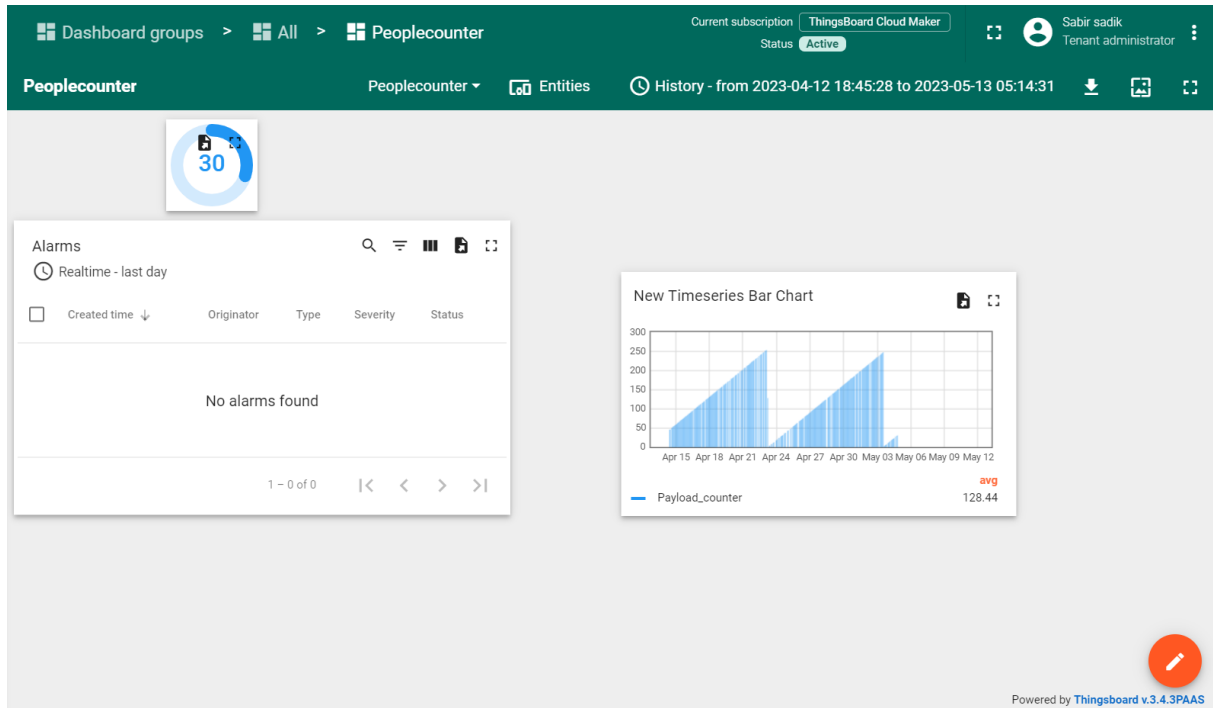 Dashboard groups > All > Peoplecounter
Current subscription ThingsBoard Cloud Maker
Status Active
Sabir sadik
Tenant administrator
Peoplecounter
Peoplecounter
Entities
History - from 2023-04-12 18:45:28 to 2023-05-13 05:14:31
30
Alarms
Realtime - last day
Created time Originator Type Severity Status
No alarms found
1 – 0 of 0
New Timeseries Bar Chart
300
250
200
150
100
50
0
Apr 15 Apr 18 Apr 21 Apr 24 Apr 27 Apr 30 May 03 May 06 May 09 May 12
avg
Payload_counter 128.44
Powered by Thingsboard v.3.4.3PAAS